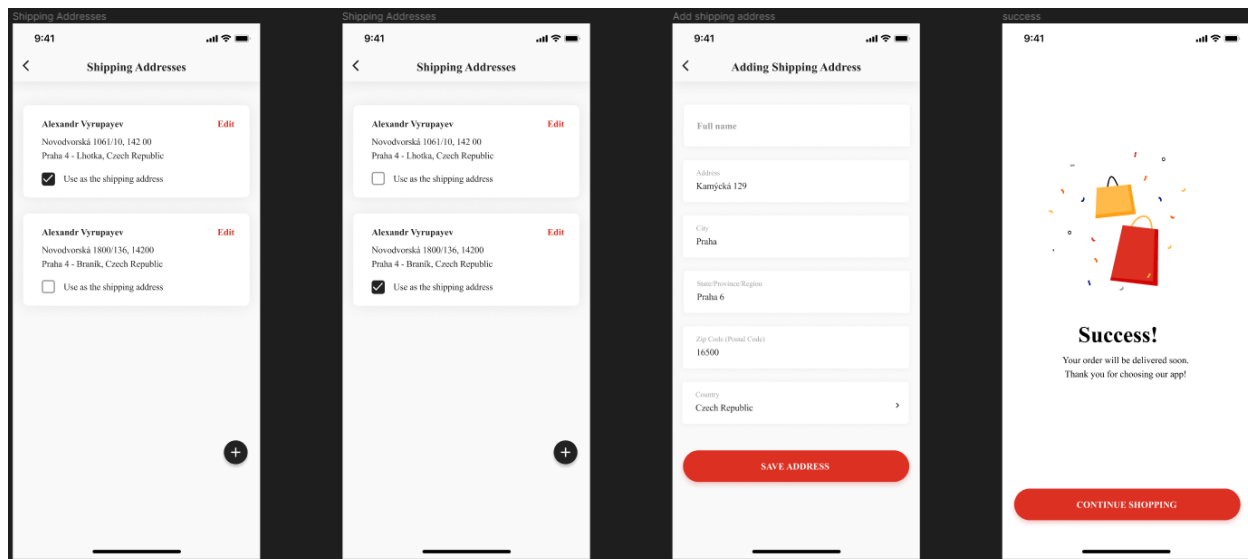 Shipping Addresses
9:41
Shipping Addresses
Alexandr Vyrupayev
Edit
Novodvorská 1061/10, 142 00
Praha 4 - Lhotka, Czech Republic
Use as the shipping address
Alexandr Vyrupayev
Edit
Novodvorská 1800/136, 14200
Praha 4 - Braník, Czech Republic
Use as the shipping address
Shipping Addresses
9:41
Shipping Addresses
Alexandr Vyrupayev
Edit
Novodvorská 1061/10, 142 00
Praha 4 - Lhotka, Czech Republic
Use as the shipping address
Alexandr Vyrupayev
Edit
Novodvorská 1800/136, 14200
Praha 4 - Braník, Czech Republic
Use as the shipping address
Add shipping address
9:41
Adding Shipping Address
Full name
Address
Kamýcká 129
City
Praha
State/Province/Region
Praha 6
Zip Code (Postal Code)
16500
Country
Czech Republic
SAVE ADDRESS
success
9:41
Success!
Your order will be delivered soon.
Thank you for choosing our app!
CONTINUE SHOPPING